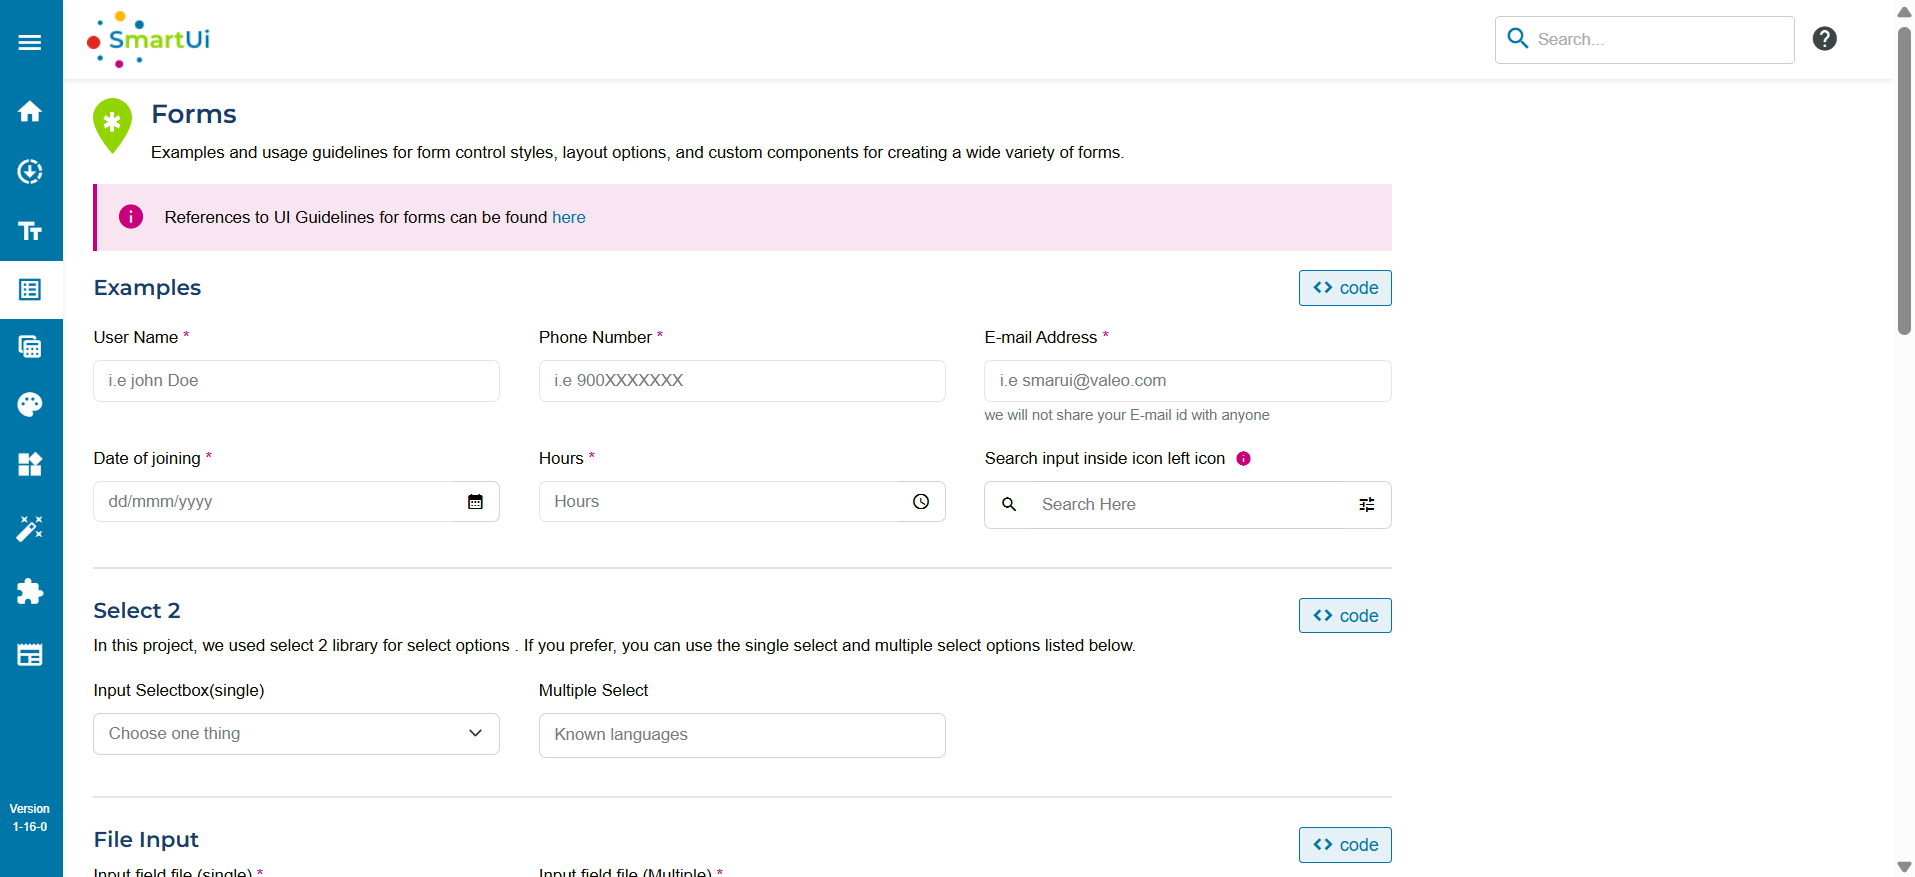 SmartUi
Search...
Forms
Examples and usage guidelines for form control styles, layout options, and custom components for creating a wide variety of forms.
References to UI Guidelines for forms can be found here
Examples
<> code
User Name *
Phone Number *
E-mail Address *
i.e john Doe
i.e 900XXXXXXX
i.e smarui@valeo.com
we will not share your E-mail id with anyone
Date of joining *
Hours *
Search input inside icon left icon
dd/mmm/yyyy
Hours
Search Here
Select 2
<> code
In this project, we used select 2 library for select options . If you prefer, you can use the single select and multiple select options listed below.
Input Selectbox(single)
Multiple Select
Choose one thing
Known languages
Version
1-16-0
File Input
<> code
Input field file (single) *
Input field file (Multiple) *